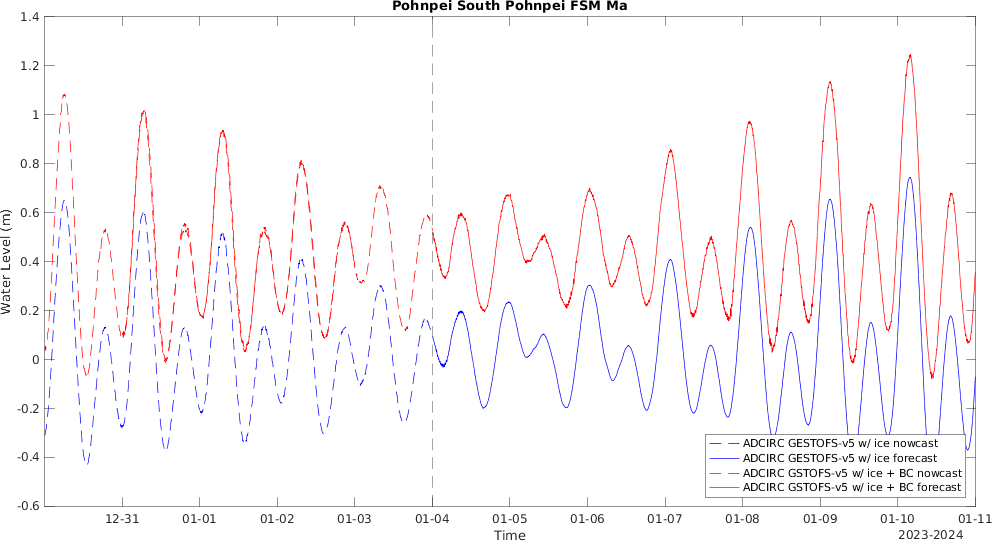 Pohnpei South Pohnpei FSM Ma
1.4
1.2
1
0.8
0.6
0.4
0.2
0
-0.2
-0.4
-0.6
Water Level (m)
ADCIRC GESTOFS-v5 w/ ice nowcast
ADCIRC GESTOFS-v5 w/ ice forecast
ADCIRC GSTOFS-v5 w/ ice + BC nowcast
ADCIRC GSTOFS-v5 w/ ice + BC forecast
12-31 01-01 01-02 01-03 01-04 01-05 01-06 01-07 01-08 01-09 01-10 01-11
Time
2023-2024